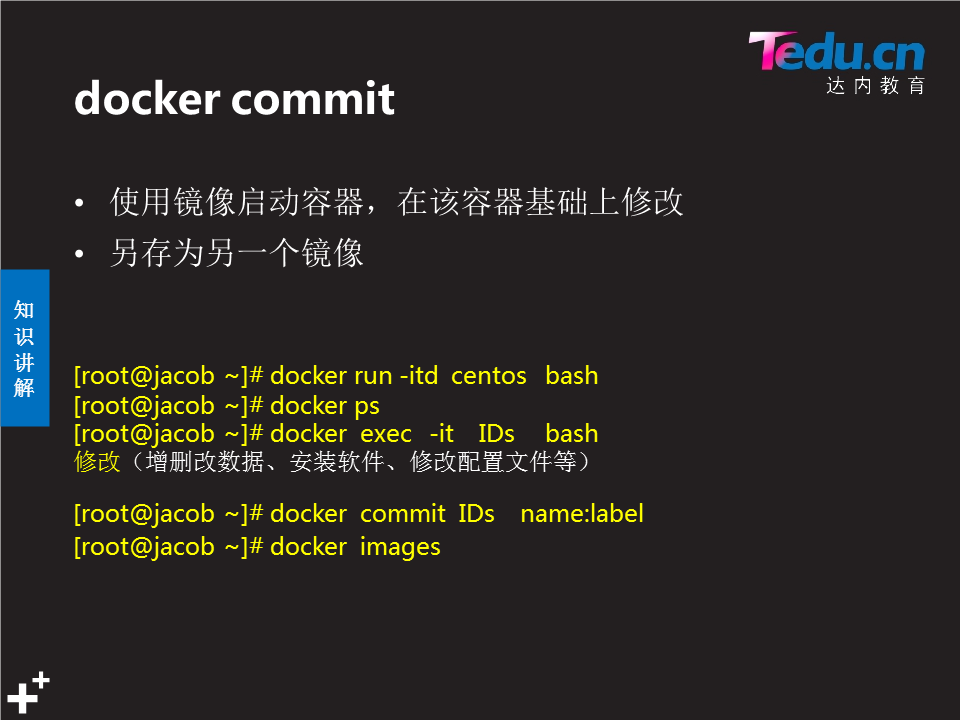 Tedu.cn
达内教育
docker commit
• 使用镜像启动容器，在该容器基础上修改
• 另存为另一个镜像
知识讲解
[root@jacob ~]# docker run -itd centos bash
[root@jacob ~]# docker ps
[root@jacob ~]# docker exec -it IDs bash
修改（增删改数据、安装软件、修改配置文件等）
[root@jacob ~]# docker commit IDs name:label
[root@jacob ~]# docker images